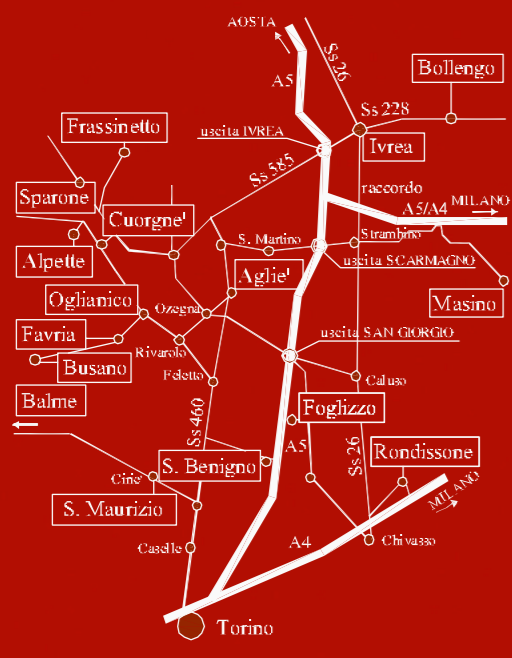 AOSTA
Ss 26
Bollengo
A5
Ss 228
Frassinetto
uscita IVREA
Ivrea
Ss 585
raccordo
Sparone
A5/A4
MILANO
Cuorgne'
S. Martino
Strambino
Alpette
uscita SCARMAGNO
Aglie'
Oglianico
Masino
Ozegna
Favria
uscita SAN GIORGIO
Rivarolo
Busano
Feletto
Caluso
Balme
Foglizzo
Ss 460
A5
Ss 26
Rondissone
S. Benigno
Cirie'
MILANO
S. Maurizio
A4
Chivasso
Caselle
Torino